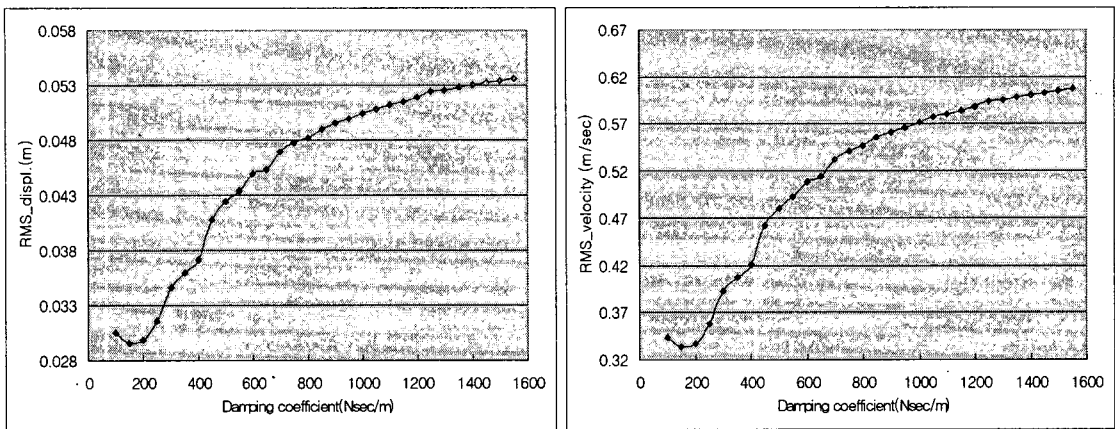 0.058
0.053
0.048
0.043
0.038
0.033
0.028
RMS_displ.(m)
0 200 400 600 800 1000 1200 1400 1600
Damping coefficient(Nsec/m)
0.67
0.62
0.57
0.52
0.47
0.42
0.37
0.32
RMS_velocity (m/sec)
0 200 400 600 800 1000 1200 1400 1600
Damping coefficient(Nsec/m)